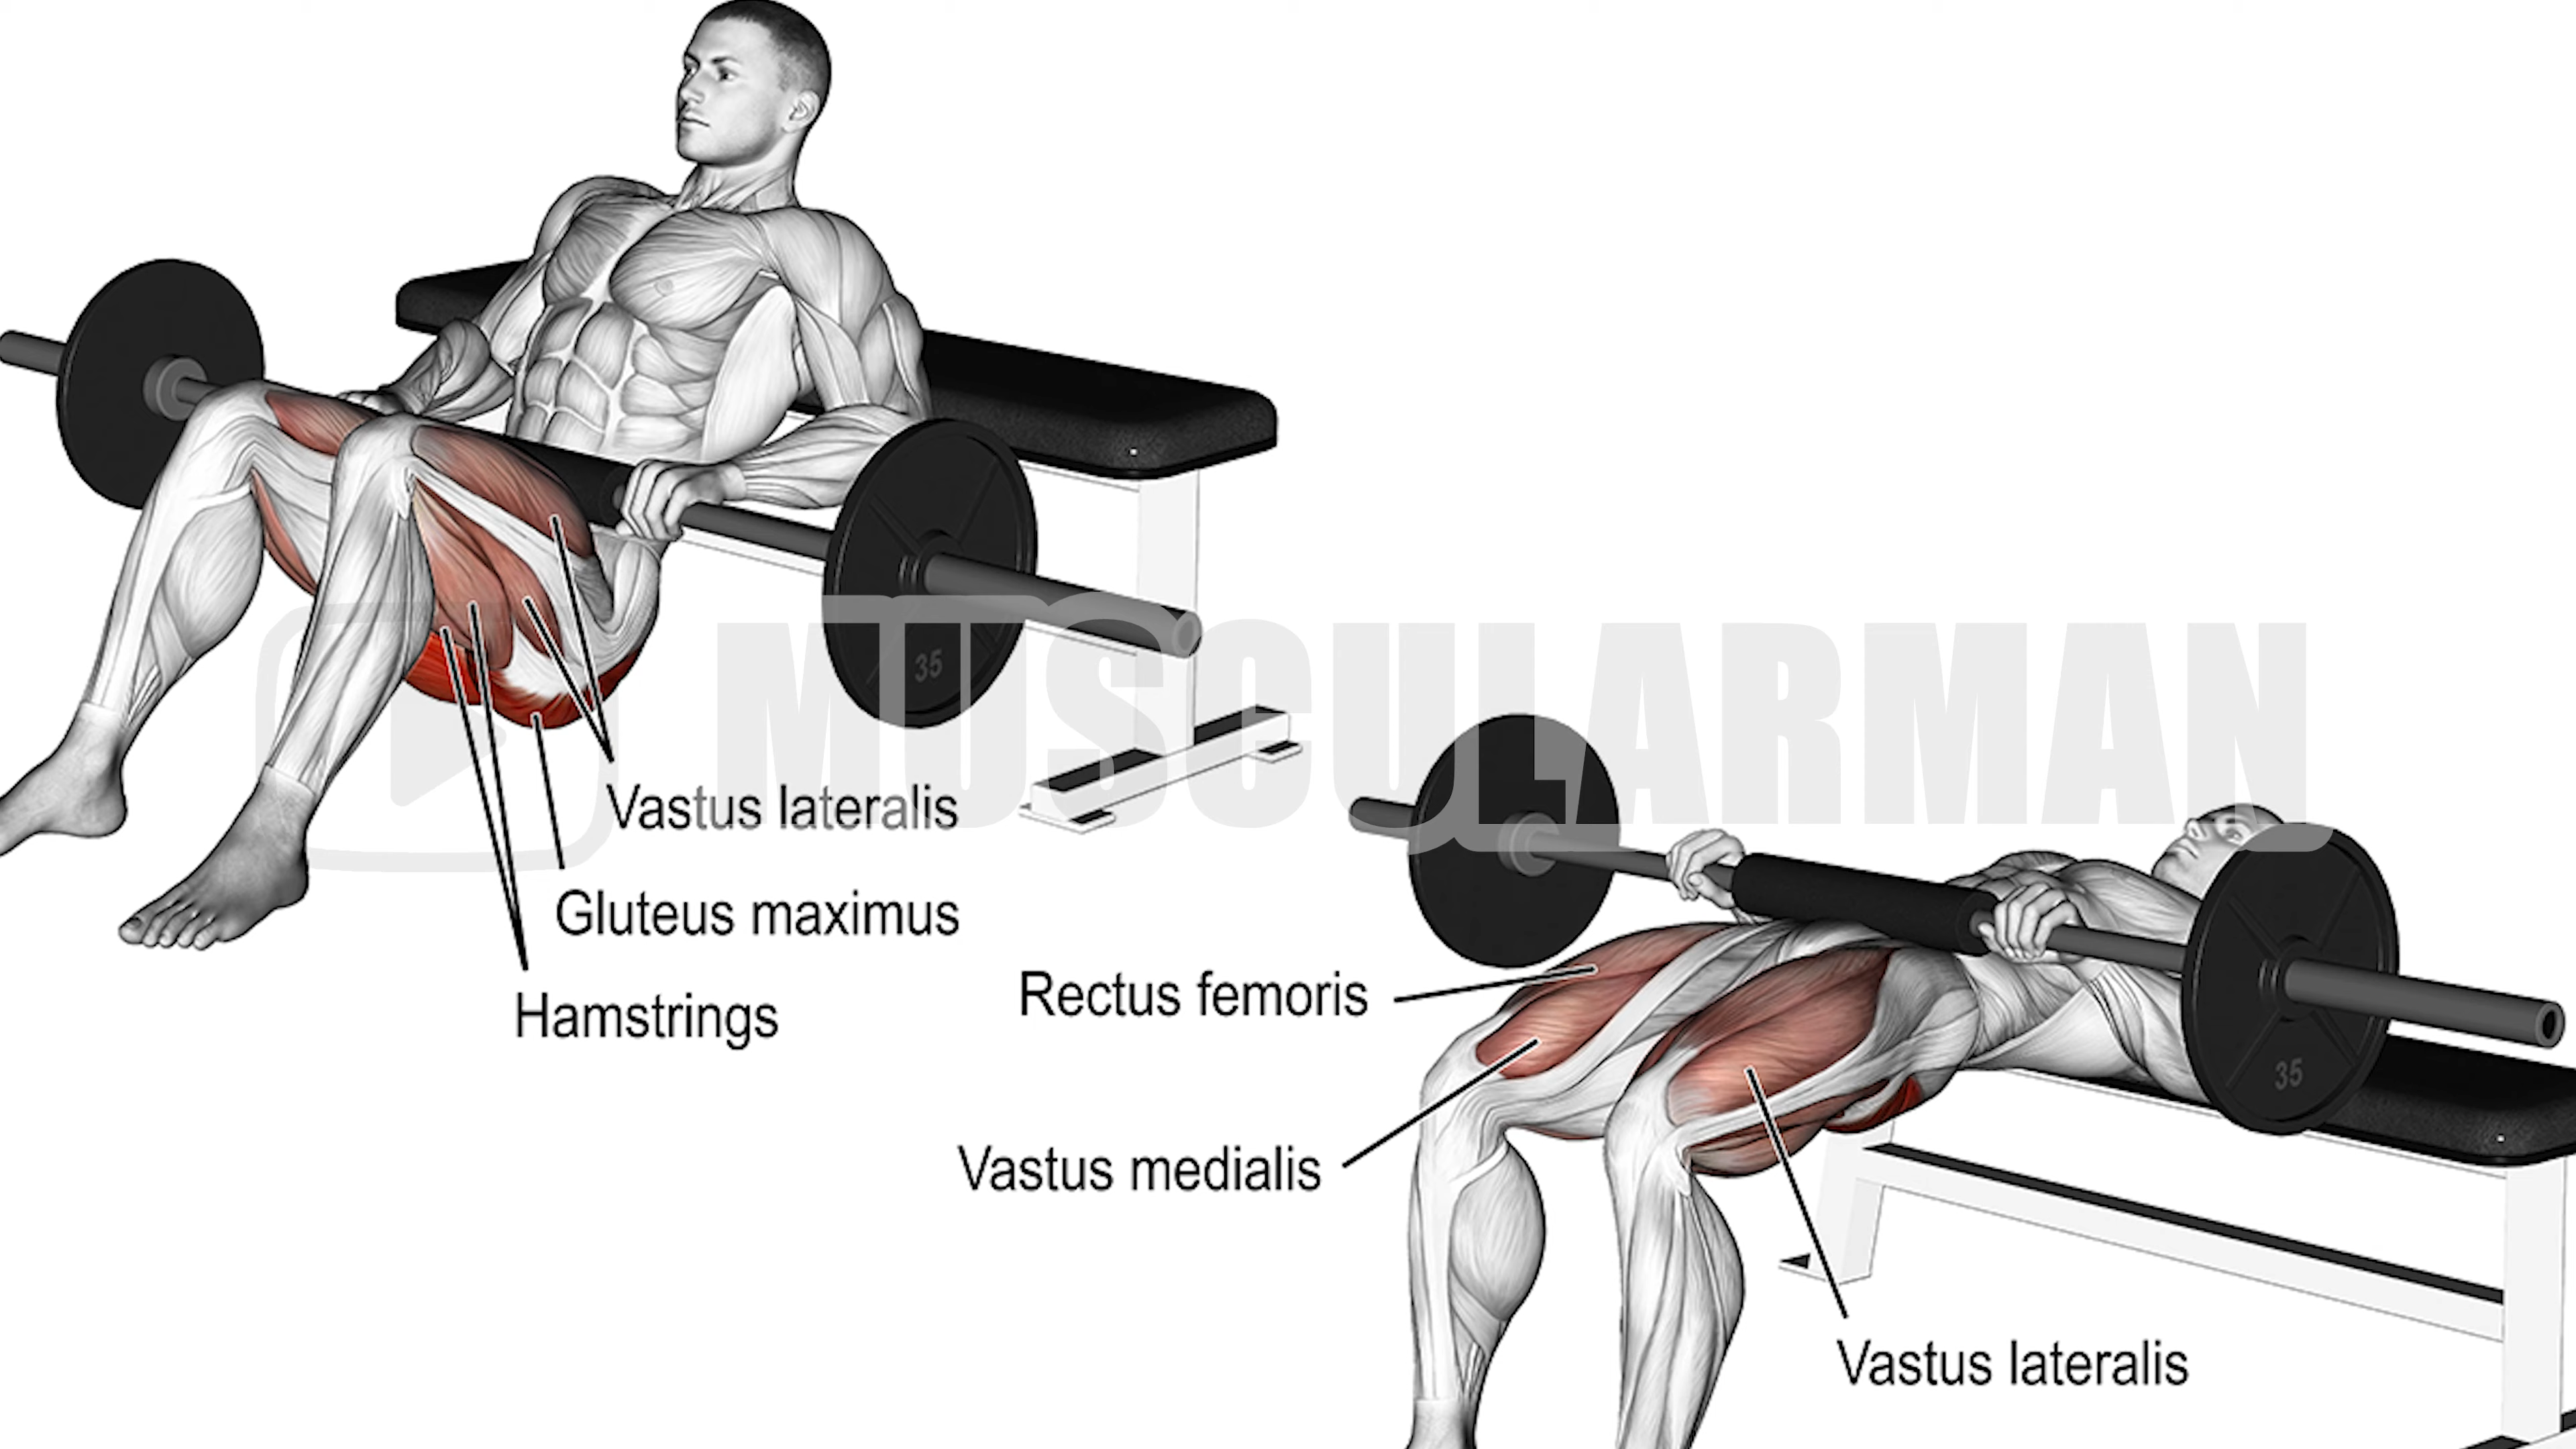 35
MUSCULARMAN
Vastus lateralis
Gluteus maximus
Rectus femoris
Hamstrings
35
Vastus medialis
Vastus lateralis